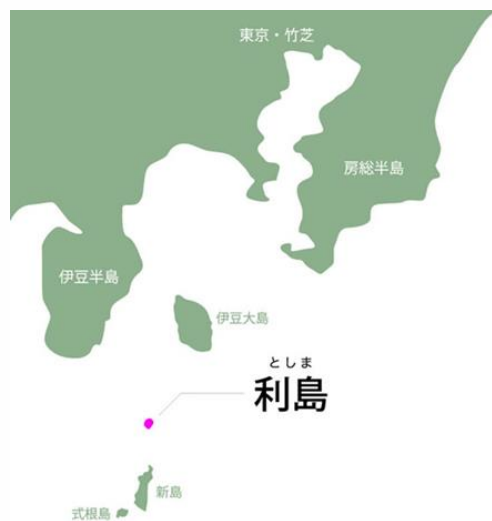 東京・竹芝
房総半島
伊豆半島
伊豆大島
としま
利島
新島
式根島